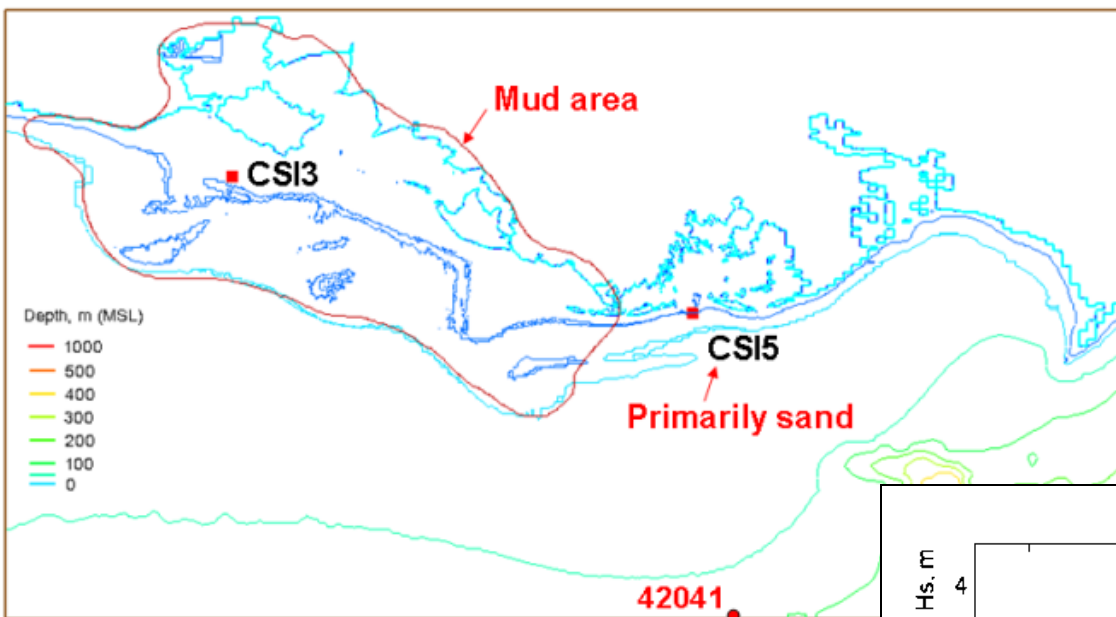 Mud area
CSI3
Depth, m (MSL)
1000
500
400
300
200
100
0
CSI5
Primarily sand
42041
Hs. m
4